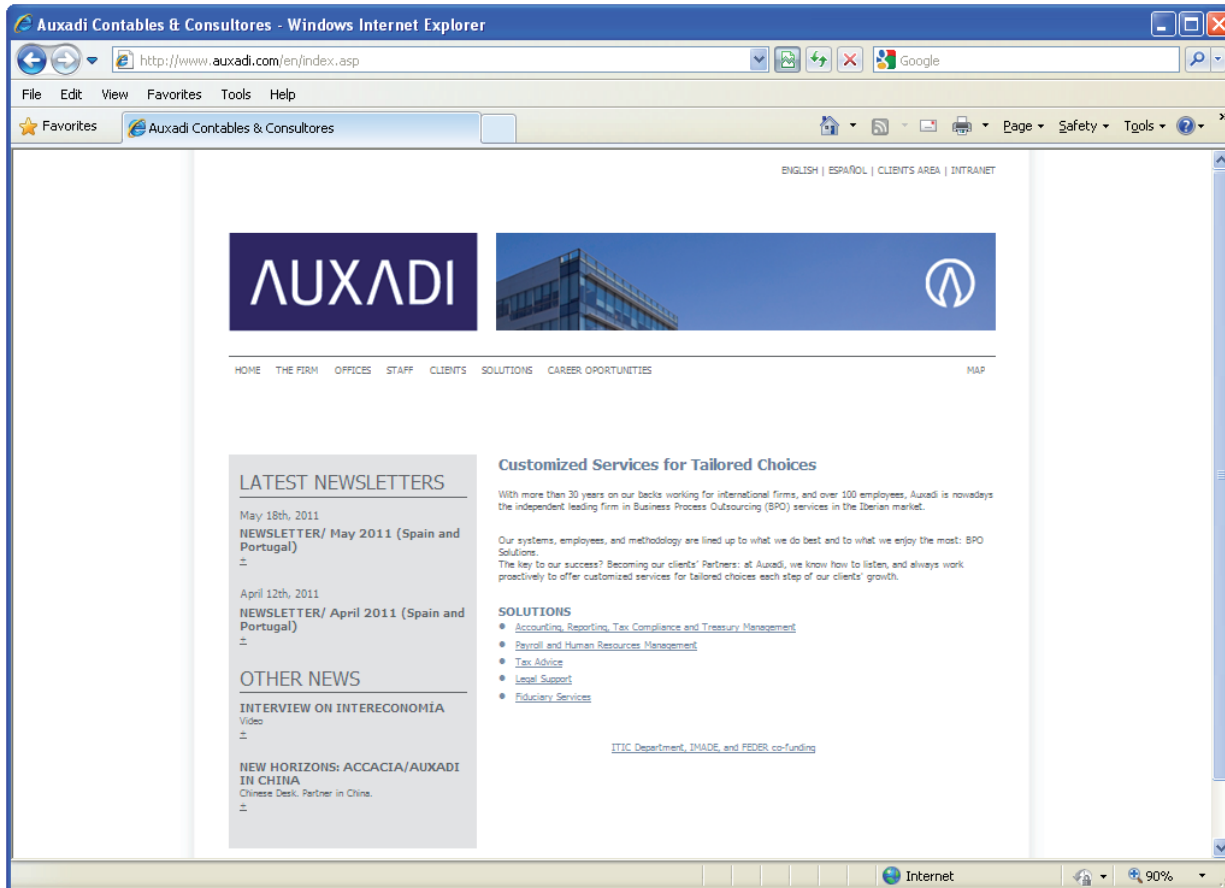 Auxadi Contables & Consultores - Windows Internet Explorer
http://www.auxadi.com/en/index.asp
Google
File Edit View Favorites Tools Help
Favorites
Auxadi Contables & Consultores
Page Safety Tools
ENGLISH | ESPAÑOL | CLIENTS AREA | INTRANET
AUXADI
HOME THE FIRM OFFICES STAFF CLIENTS SOLUTIONS CAREER OPORTUNITIES MAP
LATEST NEWSLETTERS
May 18th, 2011
NEWSLETTER/ May 2011 (Spain and
Portugal)
+
April 12th, 2011
NEWSLETTER/ April 2011 (Spain and
Portugal)
+
OTHER NEWS
INTERVIEW ON INTERECONOMÍA
Video
+
NEW HORIZONS: ACCACIA/AUXADI
IN CHINA
Chinese Desk. Partner in China.
+
Customized Services for Tailored Choices
With more than 30 years on our backs working for international firms, and over 100 employees, Auxadi is nowadays
the independent leading firm in Business Process Outsourcing (BPO) services in the Iberian market.
Our systems, employees, and methodology are lined up to what we do best and to what we enjoy the most: BPO
Solutions.
The key to our success? Becoming our clients' Partners: at Auxadi, we know how to listen, and always work
proactively to offer customized services for tailored choices each step of our clients' growth.
SOLUTIONS
Accounting, Reporting, Tax Compliance and Treasury Management
Payroll and Human Resources Management
Tax Advice
Legal Support
Fiduciary Services
ITIC Department, IMADE, and FEDER co-funding
Internet
90%